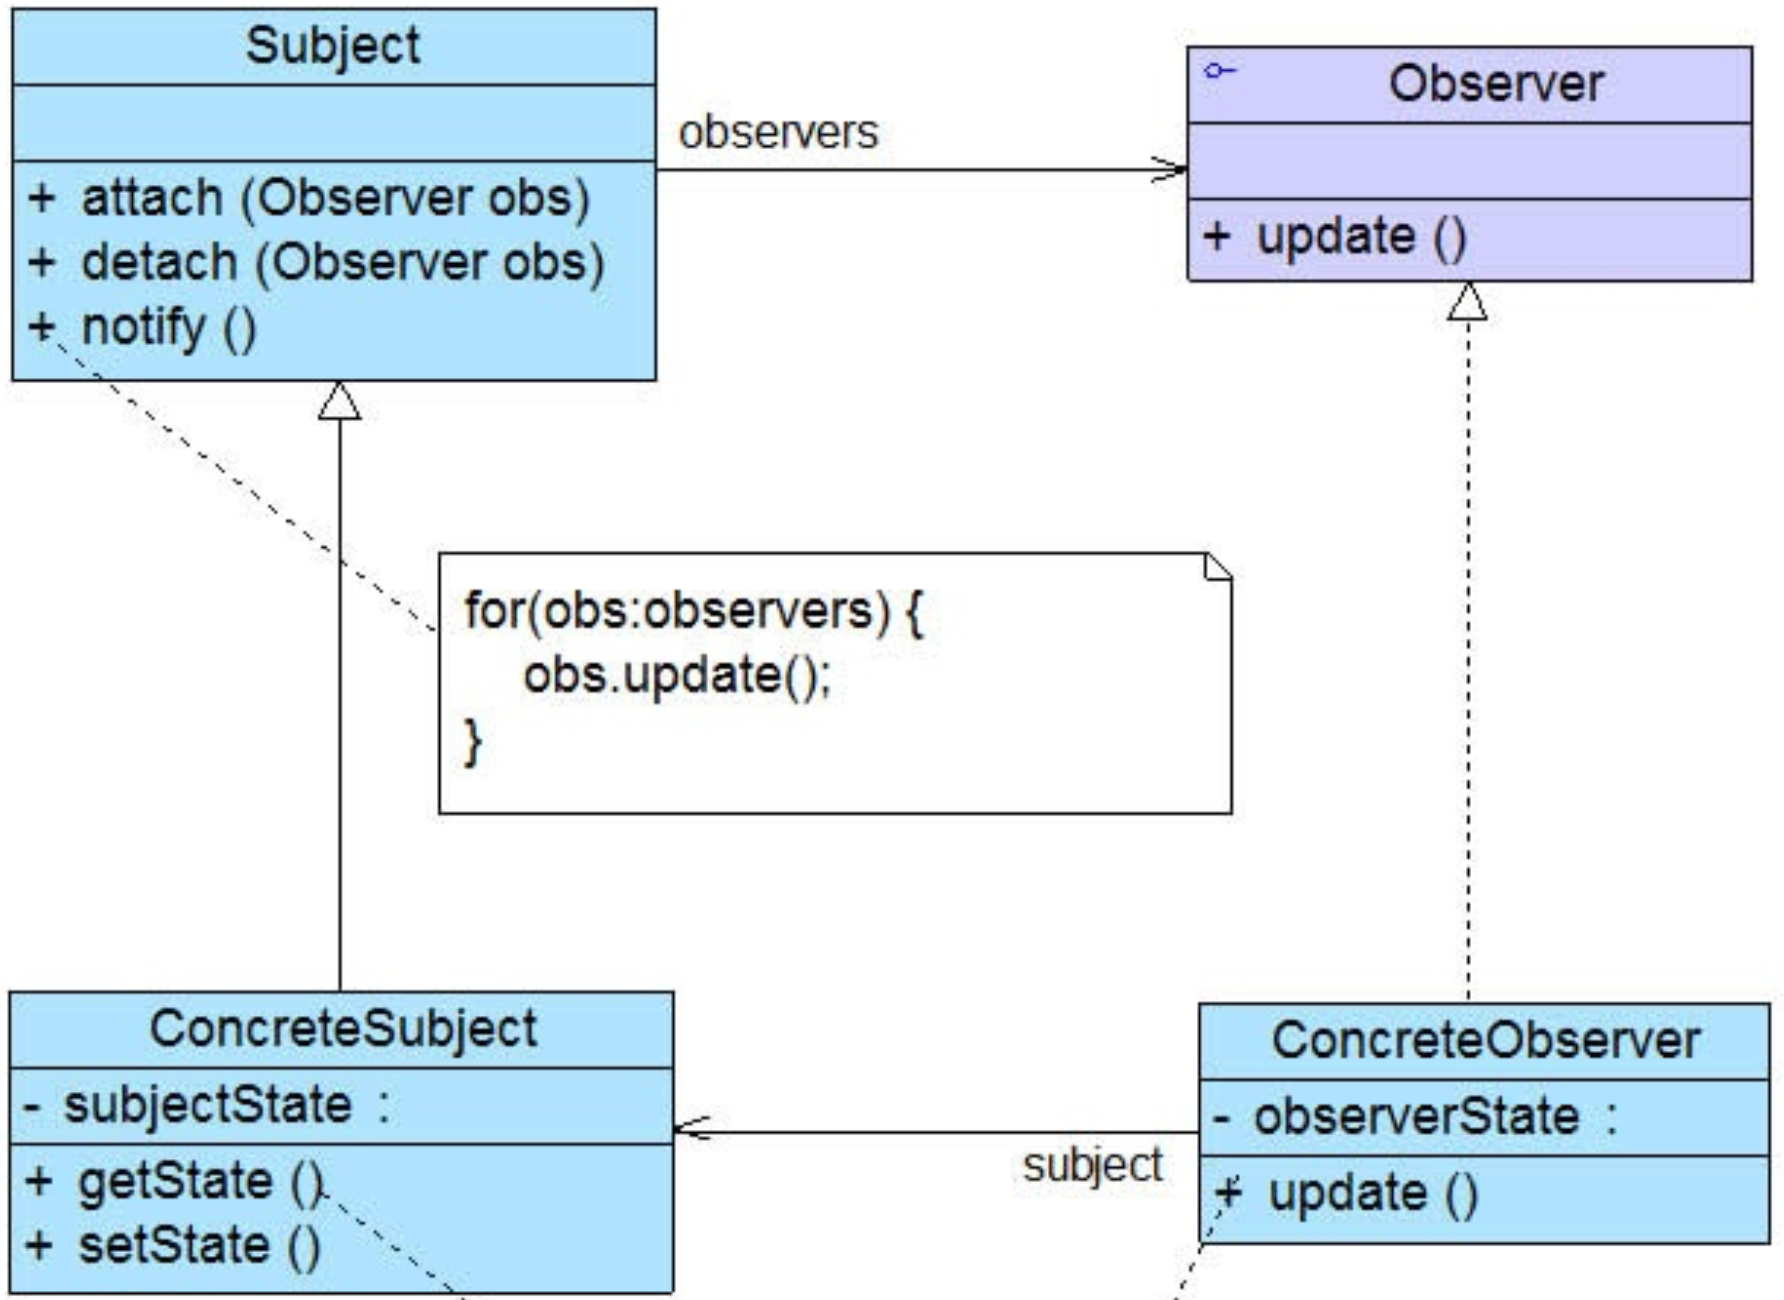 Subject
+ attach (Observer obs)
+ detach (Observer obs)
+ notify ()
observers
Observer
+ update ()
for(obs:observers) {
obs.update();
}
ConcreteSubject
- subjectState :
+ getState ()
+ setState ()
subject
ConcreteObserver
- observerState :
+ update ()